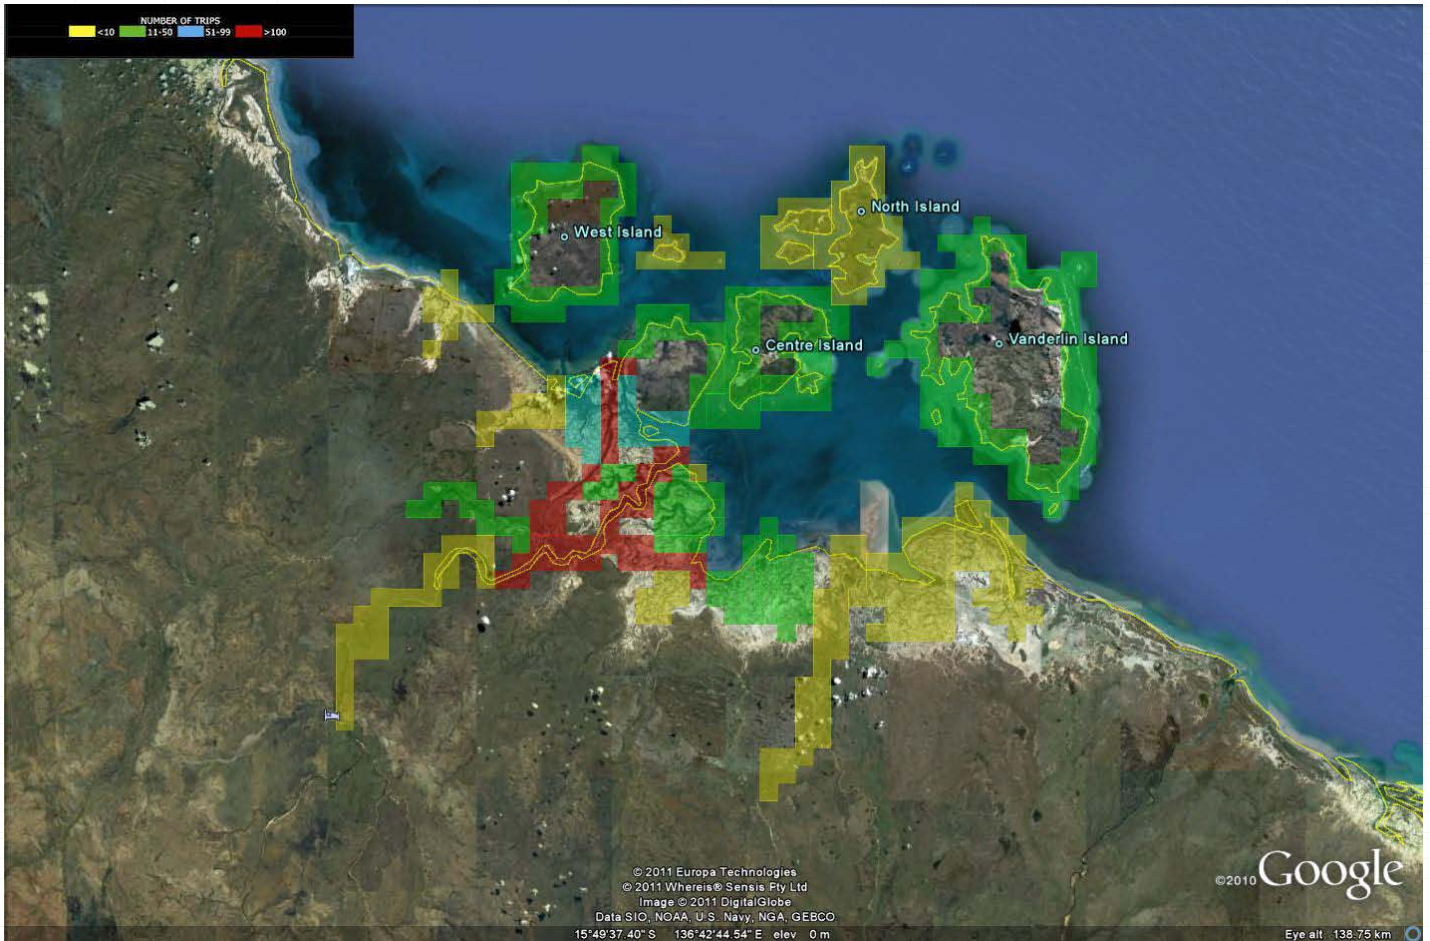 NUMBER OF TRIPS
<10 11-50 51-99 >100
North Island
West Island
Vanderlin Island
Centre Island
© 2011 Europa Technologies
© 2011 Whereis® Sensis Pty Ltd
Image © 2011 DigitalGlobe
Data SIO, NOAA, U.S. Navy, NGA, GEBCO
©2010 Google
15°49'37.40" S 136°42'44.54" E elev 0 m
Eye alt 138.75 km